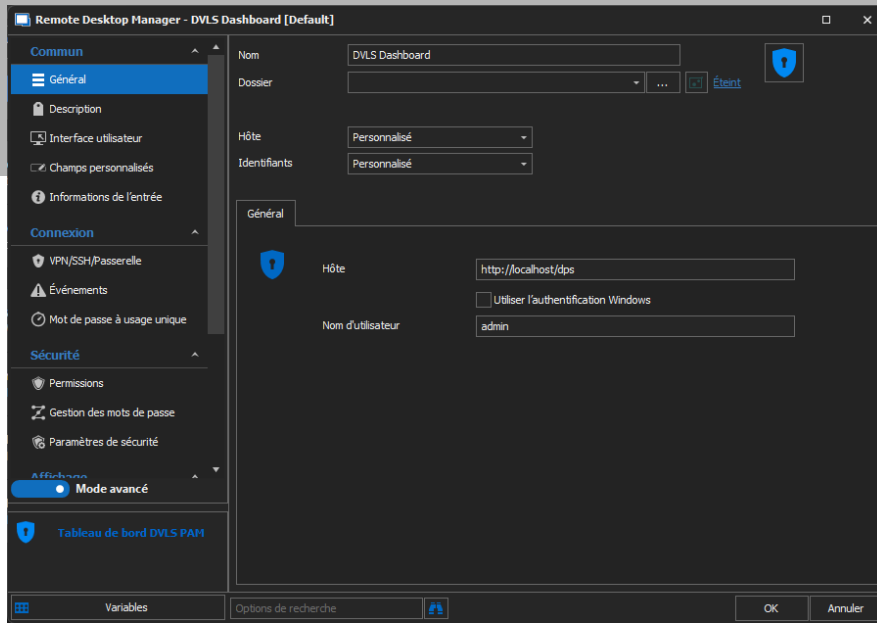 Remote Desktop Manager - DVLS Dashboard [Default]
Commun
Général
Description
Interface utilisateur
Champs personnalisés
Informations de l'entrée
Connexion
VPN/SSH/Passerelle
Événements
Mot de passe à usage unique
Sécurité
Permissions
Gestion des mots de passe
Paramètres de sécurité
Affichage
Mode avancé
Tableau de bord DVLS PAM
Variables
Nom
DVLS Dashboard
Dossier
...
Éteint
Hôte
Personnalisé
Identifiants
Personnalisé
Général
Hôte
http://localhost/dps
Utiliser l'authentification Windows
Nom d'utilisateur
admin
Options de recherche
OK
Annuler